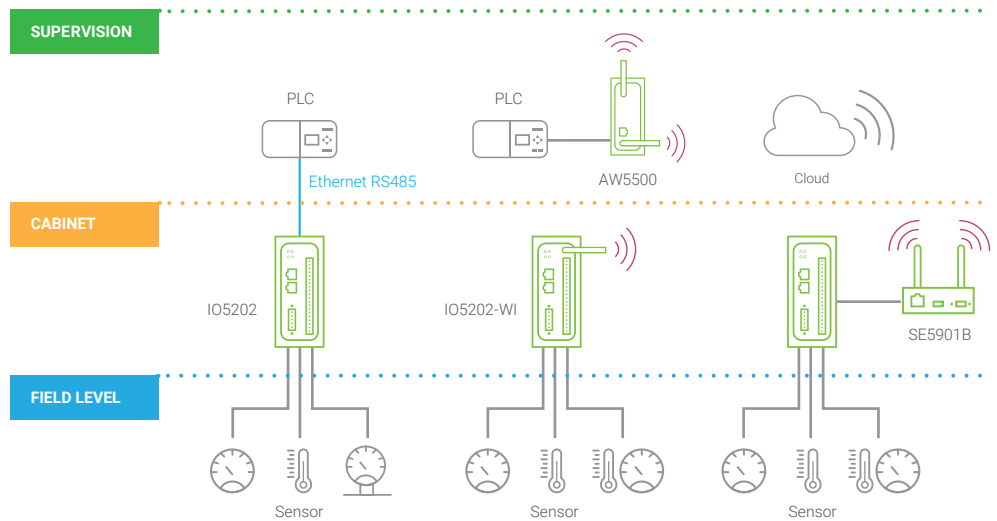 SUPERVISION
PLC
PLC
Ethernet RS485
AW5500
Cloud
CABINET
IO5202
IO5202-WI
SE5901B
FIELD LEVEL
Sensor
Sensor
Sensor